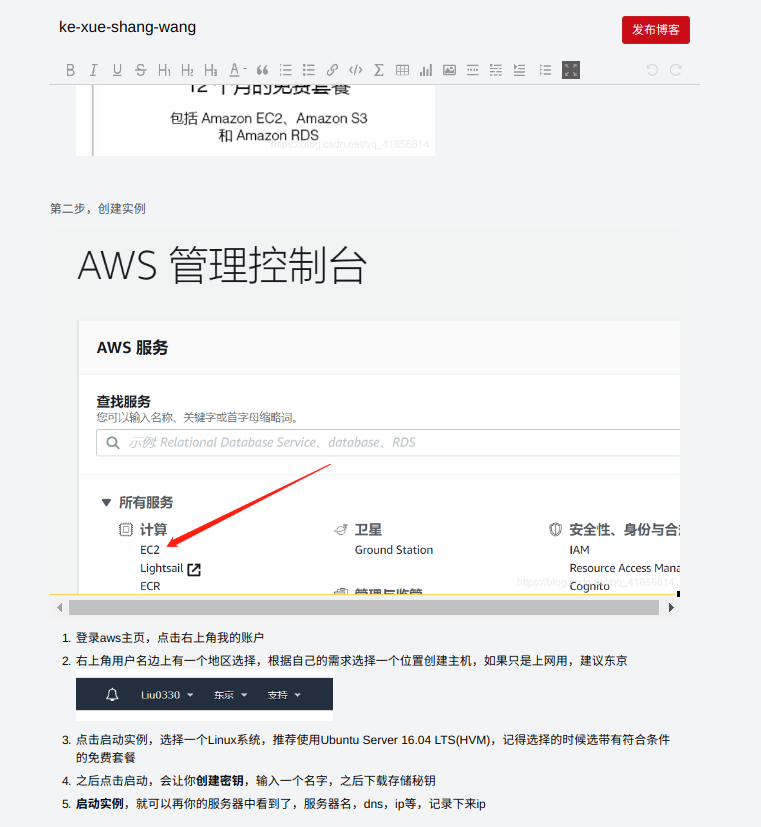 ke-xue-shang-wang
发布博客
B I U S H1 H2 H3 A
12 个月的免费套餐
包括 Amazon EC2、Amazon S3
和 Amazon RDS
https://blog.csdn.net/qq_41856814
第二步，创建实例
AWS 管理控制台
AWS 服务
查找服务
您可以输入名称、关键字或首字母缩略词。
示例: Relational Database Service、database、RDS
所有服务
计算 卫星 安全性、身份与合
EC2 Ground Station IAM
Lightsail Resource Access Mana
ECR 管理与监管 Cognito
https://blog.csdn.net/qq_41856814
1. 登录aws主页，点击右上角我的账户
2. 右上角用户名边上有一个地区选择，根据自己的需求选择一个位置创建主机，如果只是上网用，建议东京
Liu0330 东京 支持
3. 点击启动实例，选择一个Linux系统，推荐使用Ubuntu Server 16.04 LTS(HVM)，记得选择的时候选带有符合条件
的免费套餐
4. 之后点击启动，会让你创建密钥，输入一个名字，之后下载存储秘钥
5. 启动实例，就可以再你的服务器中看到了，服务器名，dns，ip等，记录下来ip